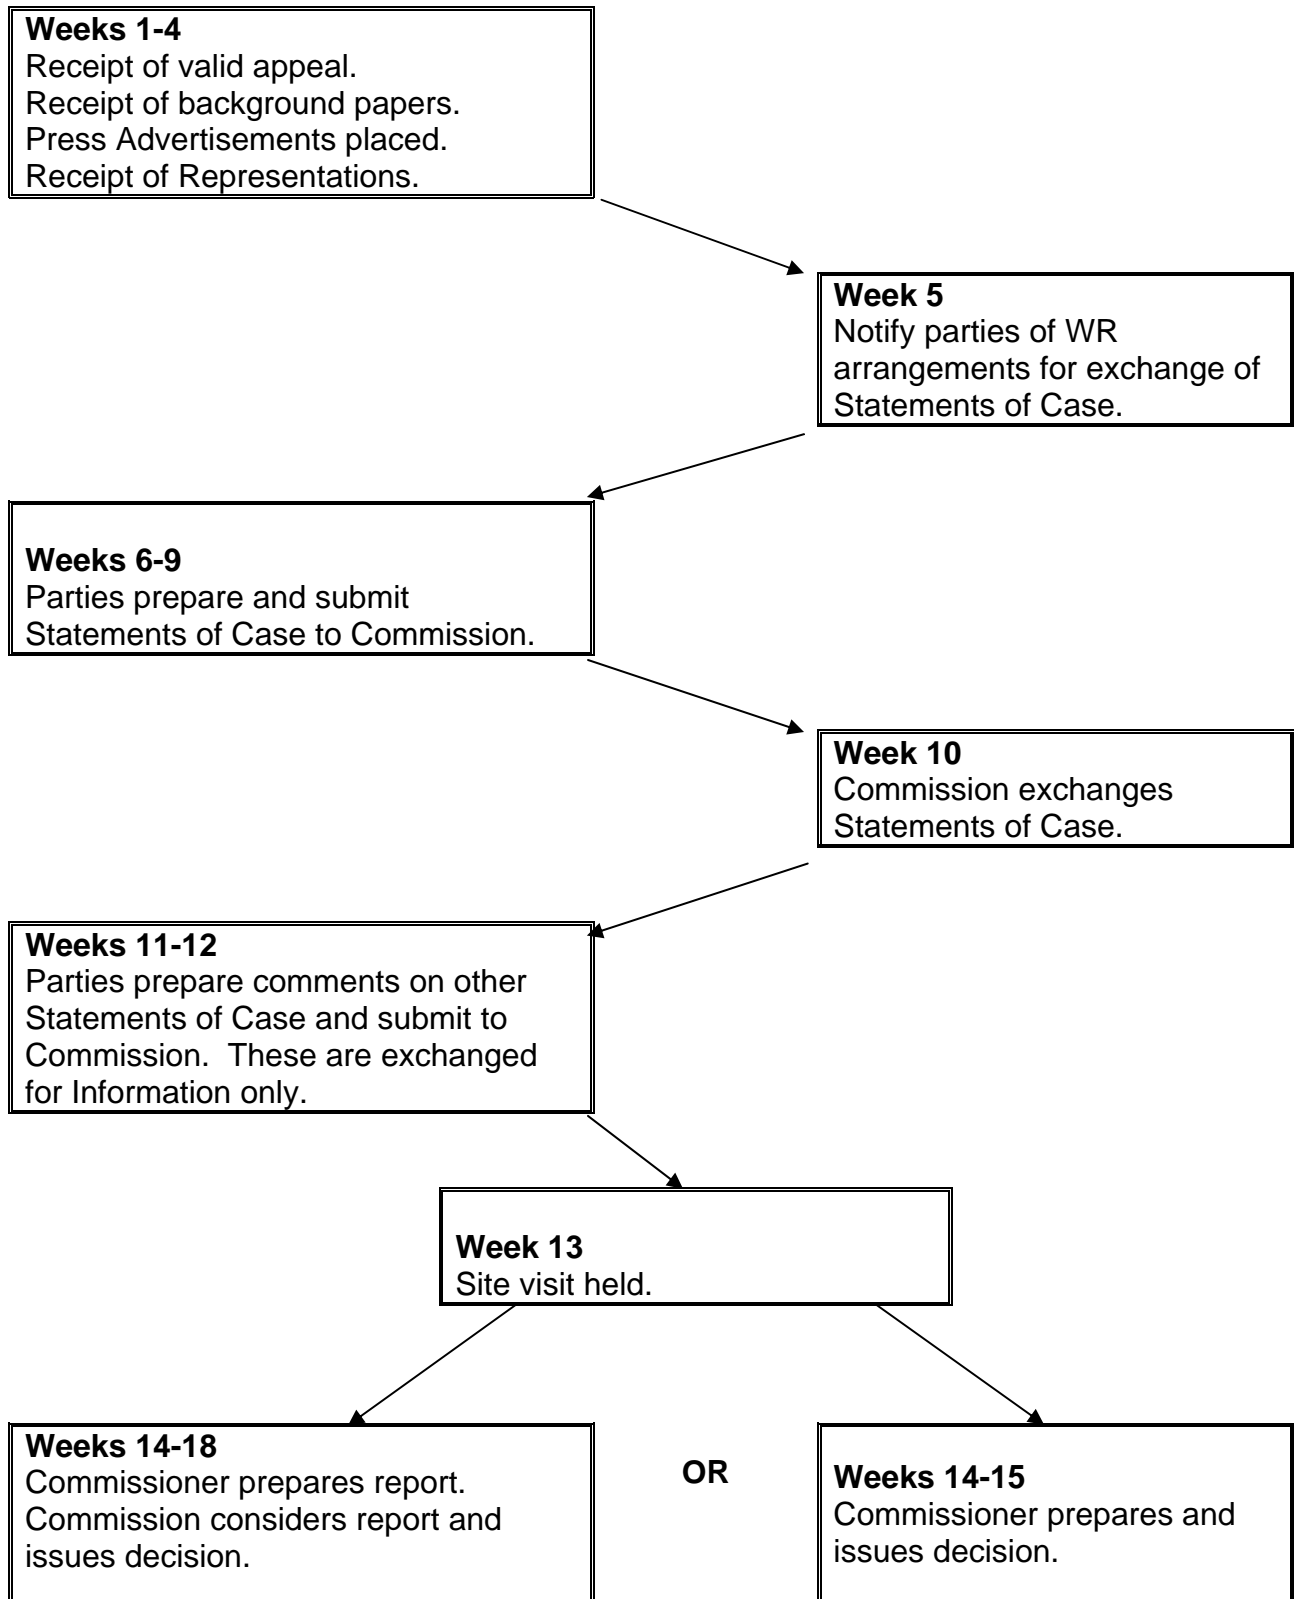 Weeks 1-4
Receipt of valid appeal.
Receipt of background papers.
Press Advertisements placed.
Receipt of Representations.
Week 5
Notify parties of WR
arrangements for exchange of
Statements of Case.
Weeks 6-9
Parties prepare and submit
Statements of Case to Commission.
Week 10
Commission exchanges
Statements of Case.
Weeks 11-12
Parties prepare comments on other
Statements of Case and submit to
Commission.  These are exchanged
for Information only.
Week 13
Site visit held.
Weeks 14-18
Commissioner prepares report.
Commission considers report and
issues decision.
OR
Weeks 14-15
Commissioner prepares and
issues decision.